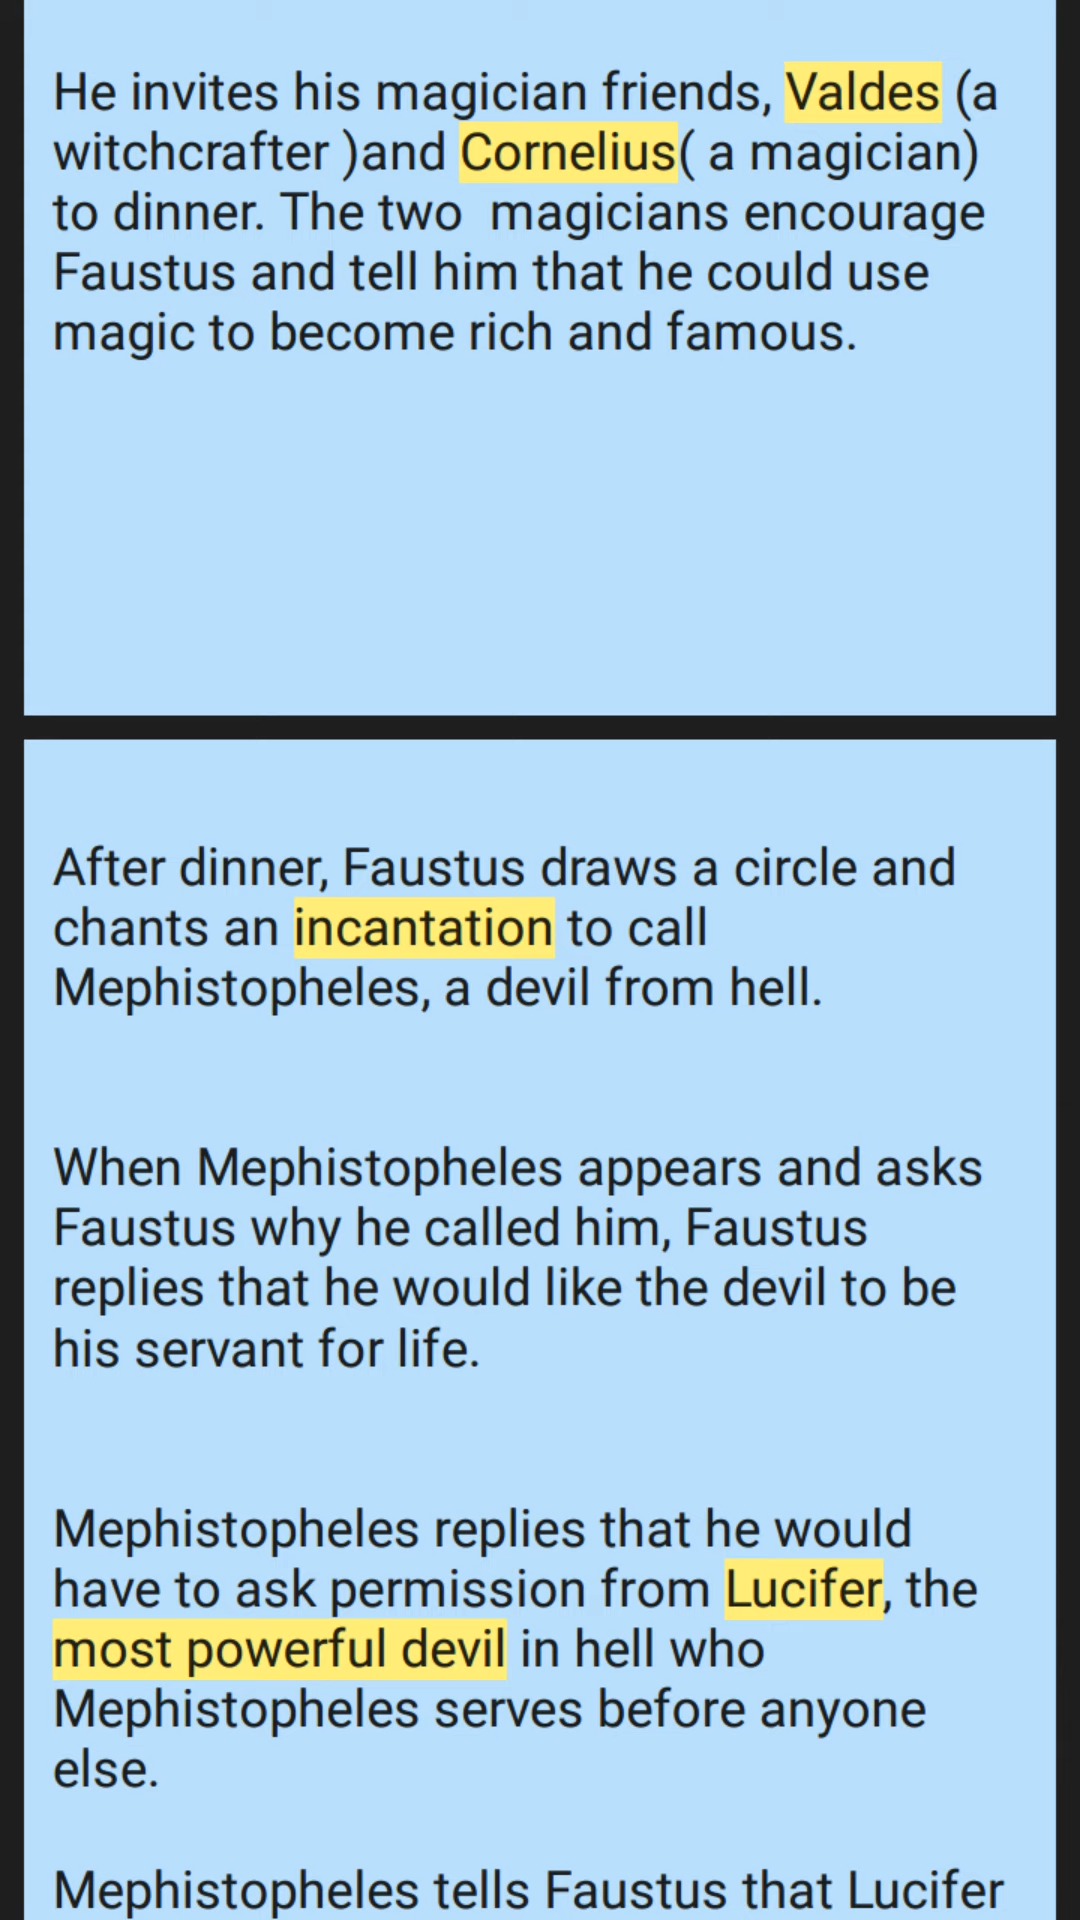 He invites his magician friends, Valdes (a
witchcrafter )and Cornelius( a magician)
to dinner. The two  magicians encourage
Faustus and tell him that he could use
magic to become rich and famous.
After dinner, Faustus draws a circle and
chants an incantation to call
Mephistopheles, a devil from hell.
When Mephistopheles appears and asks
Faustus why he called him, Faustus
replies that he would like the devil to be
his servant for life.
Mephistopheles replies that he would
have to ask permission from Lucifer, the
most powerful devil in hell who
Mephistopheles serves before anyone
else.
Mephistopheles tells Faustus that Lucifer